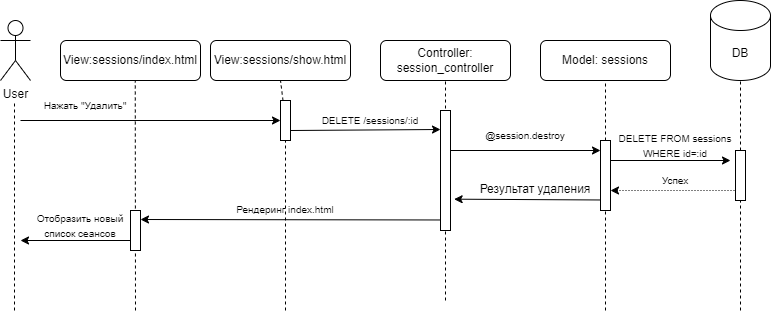 User
View:sessions/index.html
View:sessions/show.html
Controller:
session_controller
Model: sessions
DB
Нажать "Удалить"
DELETE /sessions/:id
@session.destroy
DELETE FROM sessions
WHERE id=:id
Успех
Результат удаления
Рендеринг index.html
Отобразить новый
список сеансов